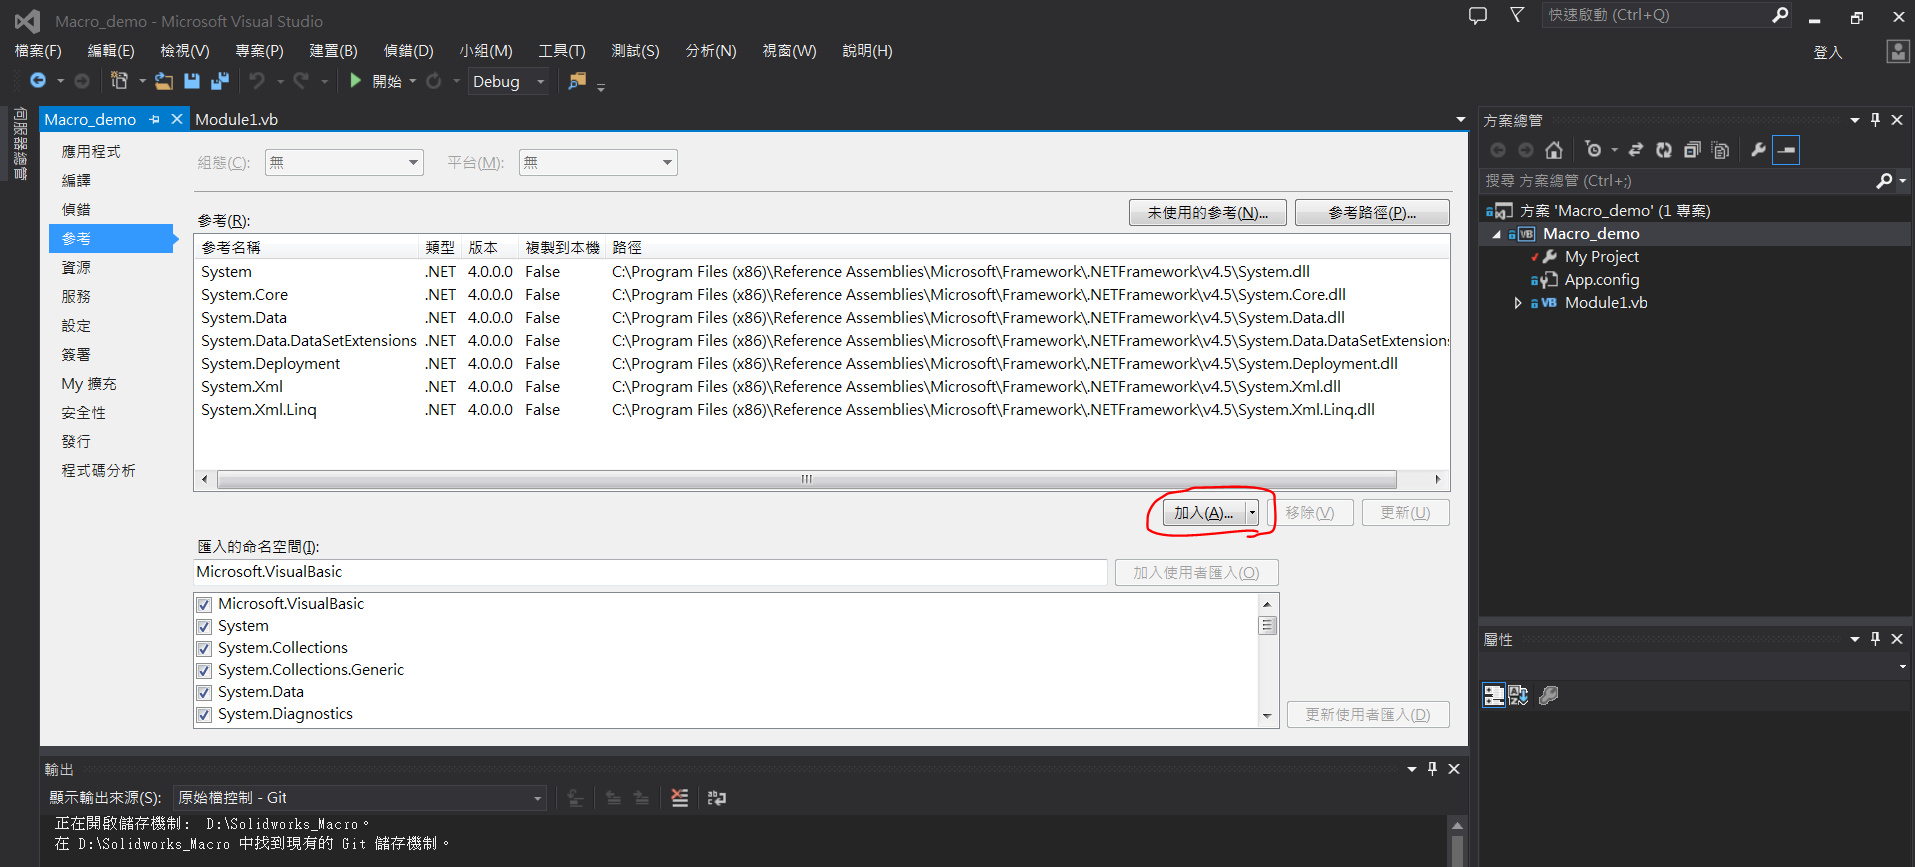 Macro_demo - Microsoft Visual Studio
快速啟動 (Ctrl+Q)
檔案(F) 編輯(E) 檢視(V) 專案(P) 建置(B) 偵錯(D) 小組(M) 工具(T) 測試(S) 分析(N) 視窗(W) 說明(H)
登入
開始 Debug
伺服器總管
Macro_demo Module1.vb
應用程式
編譯
偵錯
參考
資源
服務
設定
簽署
My 擴充
安全性
發行
程式碼分析
組態(C): 無 平台(M): 無
參考(R): 未使用的參考(N)... 參考路徑(P)...
參考名稱 類型 版本 複製到本機 路徑
System .NET 4.0.0.0 False C:\Program Files (x86)\Reference Assemblies\Microsoft\Framework\.NETFramework\v4.5\System.dll
System.Core .NET 4.0.0.0 False C:\Program Files (x86)\Reference Assemblies\Microsoft\Framework\.NETFramework\v4.5\System.Core.dll
System.Data .NET 4.0.0.0 False C:\Program Files (x86)\Reference Assemblies\Microsoft\Framework\.NETFramework\v4.5\System.Data.dll
System.Data.DataSetExtensions .NET 4.0.0.0 False C:\Program Files (x86)\Reference Assemblies\Microsoft\Framework\.NETFramework\v4.5\System.Data.DataSetExtension
System.Deployment .NET 4.0.0.0 False C:\Program Files (x86)\Reference Assemblies\Microsoft\Framework\.NETFramework\v4.5\System.Deployment.dll
System.Xml .NET 4.0.0.0 False C:\Program Files (x86)\Reference Assemblies\Microsoft\Framework\.NETFramework\v4.5\System.Xml.dll
System.Xml.Linq .NET 4.0.0.0 False C:\Program Files (x86)\Reference Assemblies\Microsoft\Framework\.NETFramework\v4.5\System.Xml.Linq.dll
加入(A)... 移除(V) 更新(U)
匯入的命名空間(I):
Microsoft.VisualBasic 加入使用者匯入(O)
Microsoft.VisualBasic
System
System.Collections
System.Collections.Generic
System.Data
System.Diagnostics
更新使用者匯入(D)
輸出
顯示輸出來源(S): 原始檔控制 - Git
正在開啟儲存機制: D:\Solidworks_Macro。
在 D:\Solidworks_Macro 中找到現有的 Git 儲存機制。
方案總管
搜尋 方案總管 (Ctrl+;)
方案 'Macro_demo' (1 專案)
VB Macro_demo
My Project
App.config
VB Module1.vb
屬性